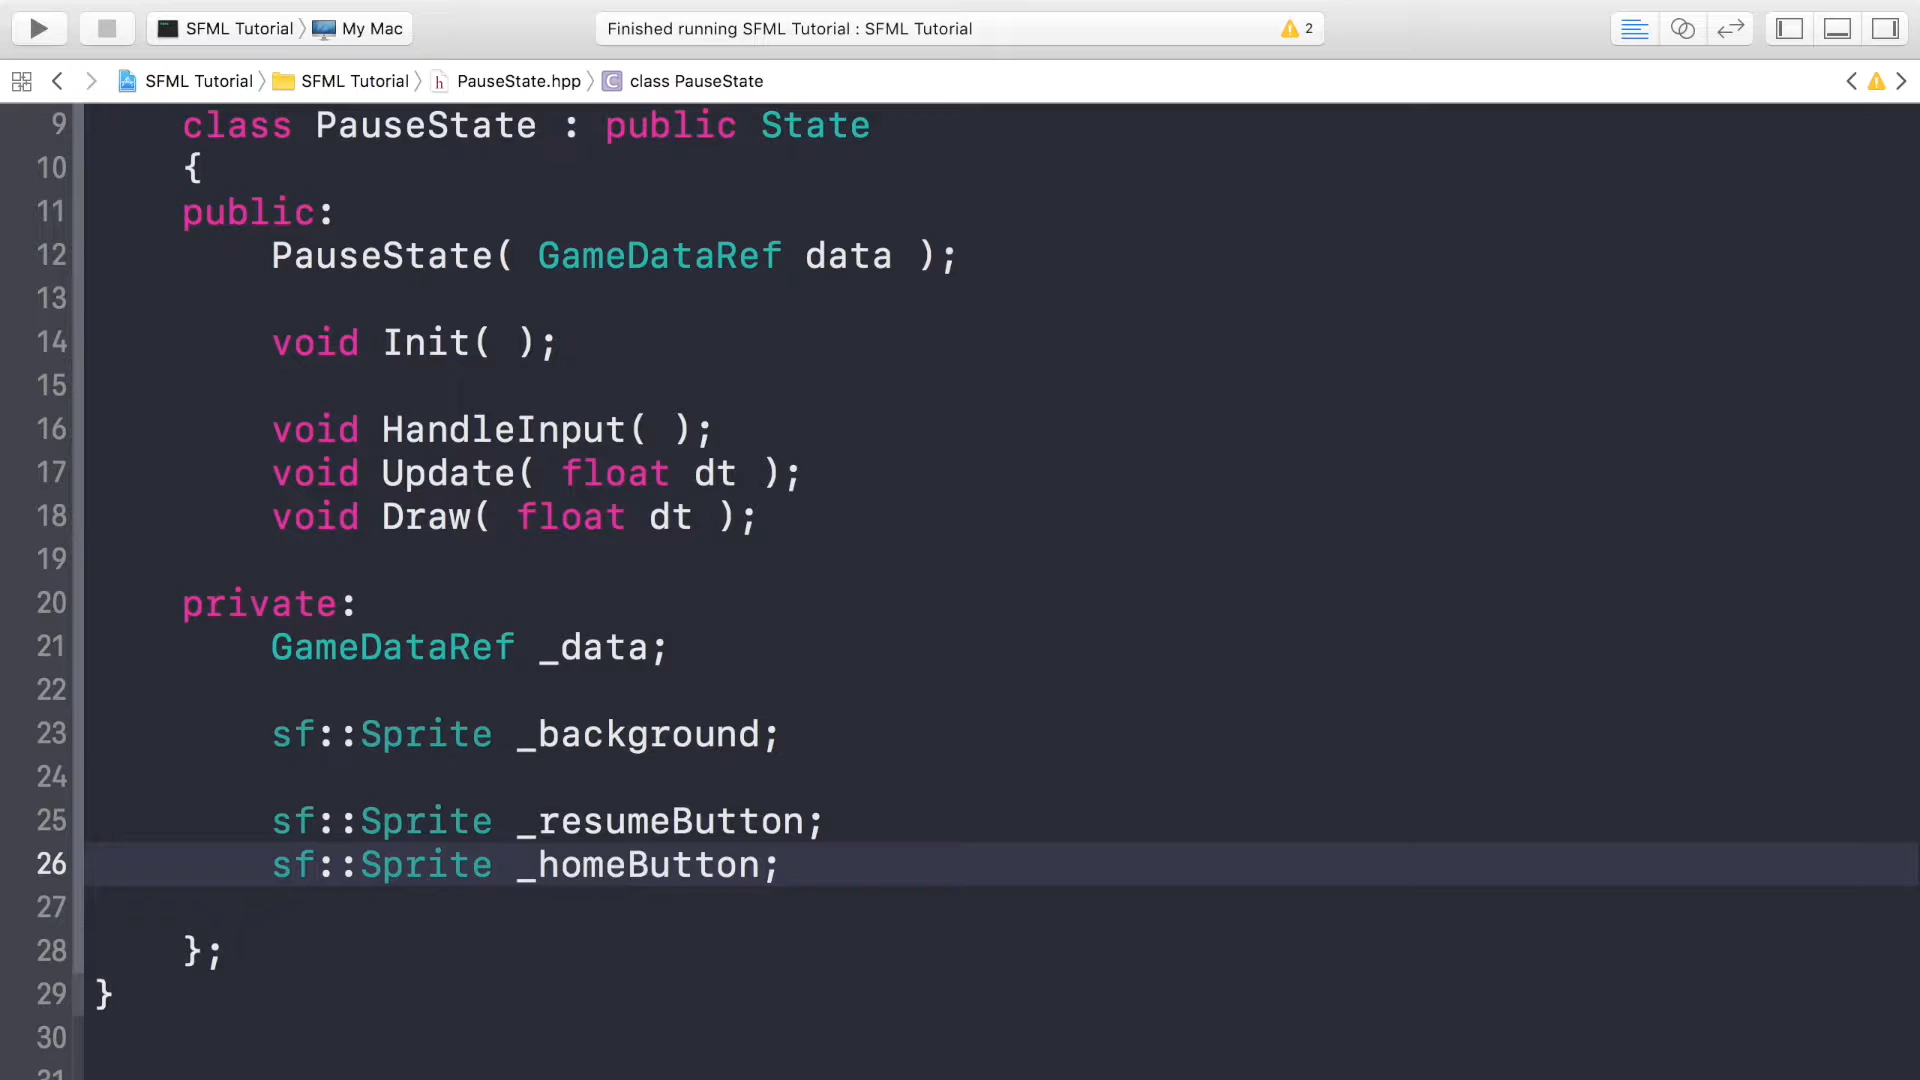 SFML Tutorial My Mac Finished running SFML Tutorial : SFML Tutorial 2
SFML Tutorial SFML Tutorial h PauseState.hpp C class PauseState
9 class PauseState : public State
10 {
11 public:
12 PauseState( GameDataRef data );
13
14 void Init( );
15
16 void HandleInput( );
17 void Update( float dt );
18 void Draw( float dt );
19
20 private:
21 GameDataRef _data;
22
23 sf::Sprite _background;
24
25 sf::Sprite _resumeButton;
26 sf::Sprite _homeButton;
27
28 };
29 }
30
31